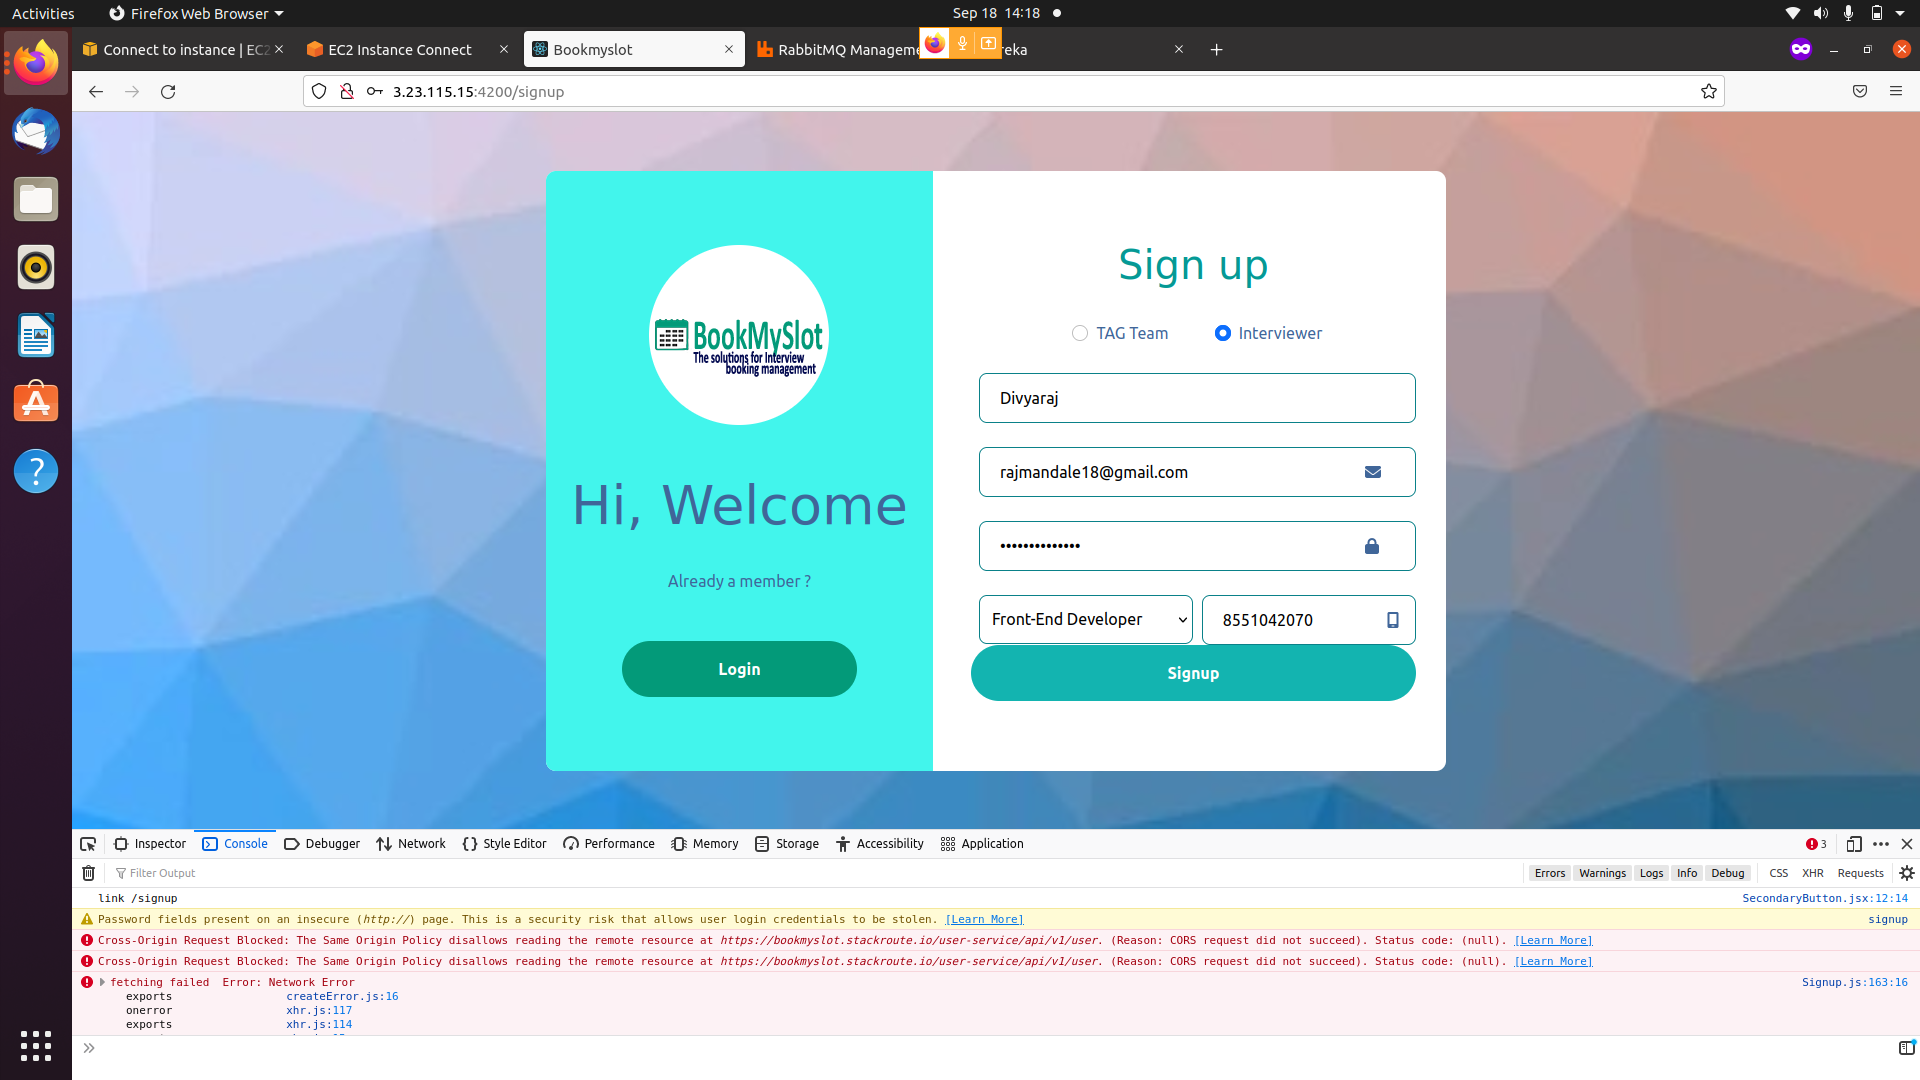 Activities
Firefox Web Browser
Sep 18 14:18
Connect to instance | EC2
EC2 Instance Connect
Bookmyslot
RabbitMQ Manageme
reka
3.23.115.15:4200/signup
BookMySlot
The solutions for Interview
booking management
Hi, Welcome
Already a member ?
Login
Sign up
TAG Team
Interviewer
Divyaraj
rajmandale18@gmail.com
••••••••••••••
Front-End Developer
8551042070
Signup
Inspector
Console
Debugger
Network
Style Editor
Performance
Memory
Storage
Accessibility
Application
3
Filter Output
Errors
Warnings
Logs
Info
Debug
CSS
XHR
Requests
link /signup
SecondaryButton.jsx:12:14
Password fields present on an insecure (http://) page. This is a security risk that allows user login credentials to be stolen. [Learn More]
signup
Cross-Origin Request Blocked: The Same Origin Policy disallows reading the remote resource at https://bookmyslot.stackroute.io/user-service/api/v1/user. (Reason: CORS request did not succeed). Status code: (null). [Learn More]
Cross-Origin Request Blocked: The Same Origin Policy disallows reading the remote resource at https://bookmyslot.stackroute.io/user-service/api/v1/user. (Reason: CORS request did not succeed). Status code: (null). [Learn More]
fetching failed Error: Network Error
Signup.js:163:16
exports createError.js:16
onerror xhr.js:117
exports xhr.js:114